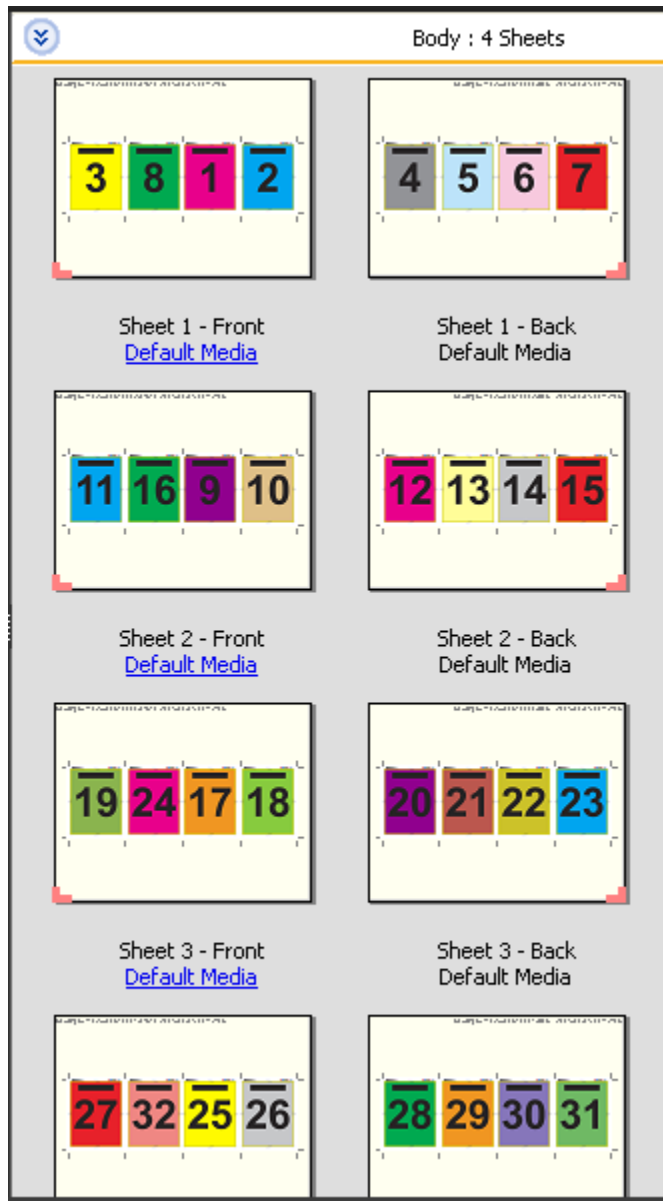 Body : 4 Sheets
3 8 1 2
4 5 6 7
Sheet 1 - Front
Sheet 1 - Back
Default Media
Default Media
11 16 9 10
12 13 14 15
Sheet 2 - Front
Sheet 2 - Back
Default Media
Default Media
19 24 17 18
20 21 22 23
Sheet 3 - Front
Sheet 3 - Back
Default Media
Default Media
27 32 25 26
28 29 30 31